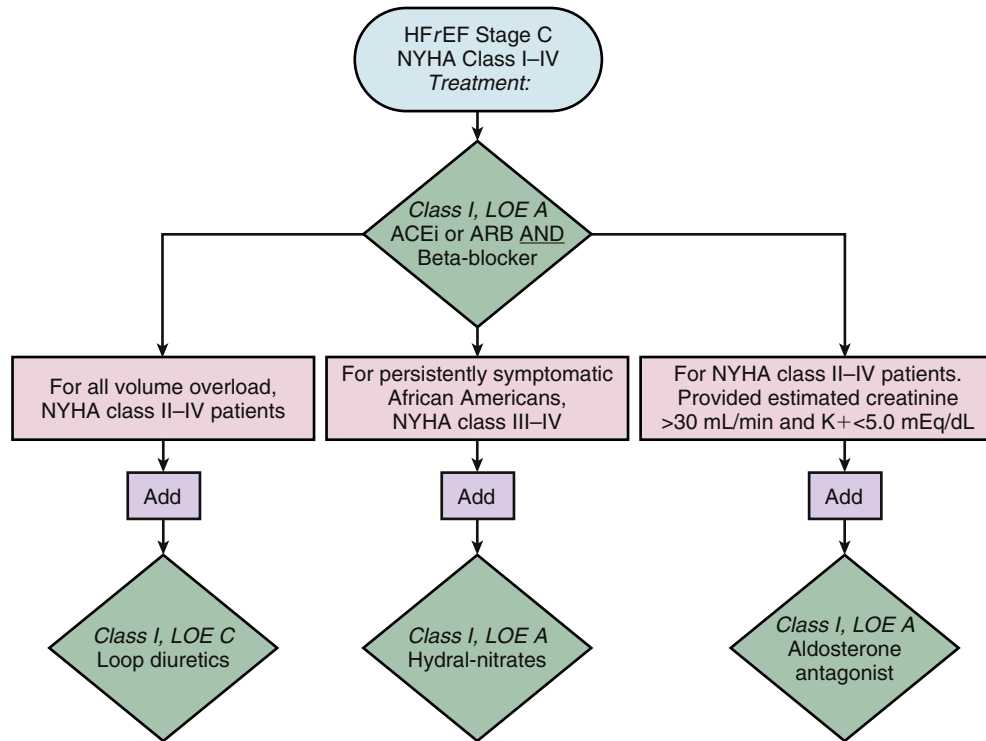 HFrEF Stage C
NYHA Class I–IV
Treatment:
Class I, LOE A
ACEi or ARB AND
Beta-blocker
For all volume overload,
NYHA class II–IV patients
For persistently symptomatic
African Americans,
NYHA class III–IV
For NYHA class II–IV patients.
Provided estimated creatinine
>30 mL/min and K+<5.0 mEq/dL
Add
Add
Add
Class I, LOE C
Loop diuretics
Class I, LOE A
Hydral-nitrates
Class I, LOE A
Aldosterone
antagonist